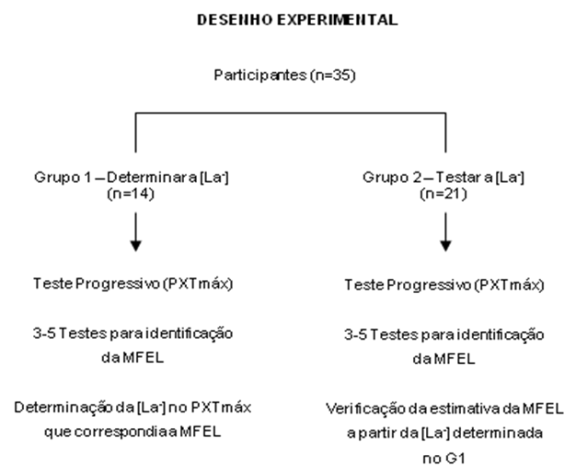 DESENHO EXPERIMENTAL
Participantes (n=35)
Grupo 1 – Determinar a [La-]
(n=14)
Grupo 2 – Testar a [La-]
(n=21)
Teste Progressivo (PXTmáx)
3-5 Testes para identificação
da MFEL
Determinação da [La-] no PXTmáx
que correspondia a MFEL
Teste Progressivo (PXTmáx)
3-5 Testes para identificação
da MFEL
Verificação da estimativa da MFEL
a partir da [La-] determinada
no G1